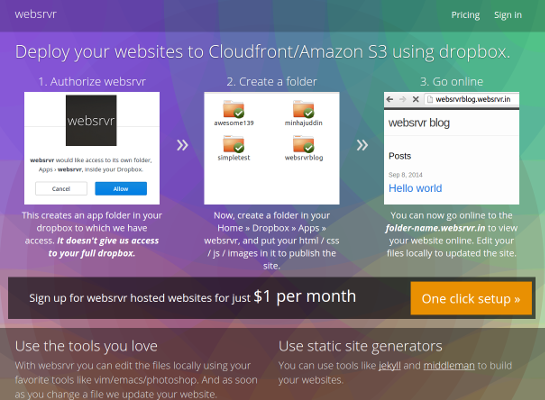 websrvr
Pricing
Sign in
Deploy your websites to Cloudfront/Amazon S3 using dropbox.
1. Authorize websrvr
websrvr
websrvr would like access to its own folder,
Apps › websrvr, inside your Dropbox.
Cancel
Allow
This creates an app folder in your
dropbox to which we have
access. It doesn't give us access
to your full dropbox.
»
2. Create a folder
awesome139
minhajuddin
simpletest
websrvrblog
Now, create a folder in your
Home » Dropbox » Apps »
websrvr, and put your html / css
/ js / images in it to publish the
site.
»
3. Go online
websrvrblog.websrvr.in
websrvr blog
Posts
Sep 8, 2014
Hello world
You can now go online to the
folder-name.websrvr.in to view
your website online. Edit your
files locally to updated the site.
Sign up for websrvr hosted websites for just $1 per month
One click setup »
Use the tools you love
With websrvr you can edit the files locally using your
favorite tools like vim/emacs/photoshop. And as soon
as you change a file we update your website.
Use static site generators
You can use tools like jekyll and middleman to build
your websites.